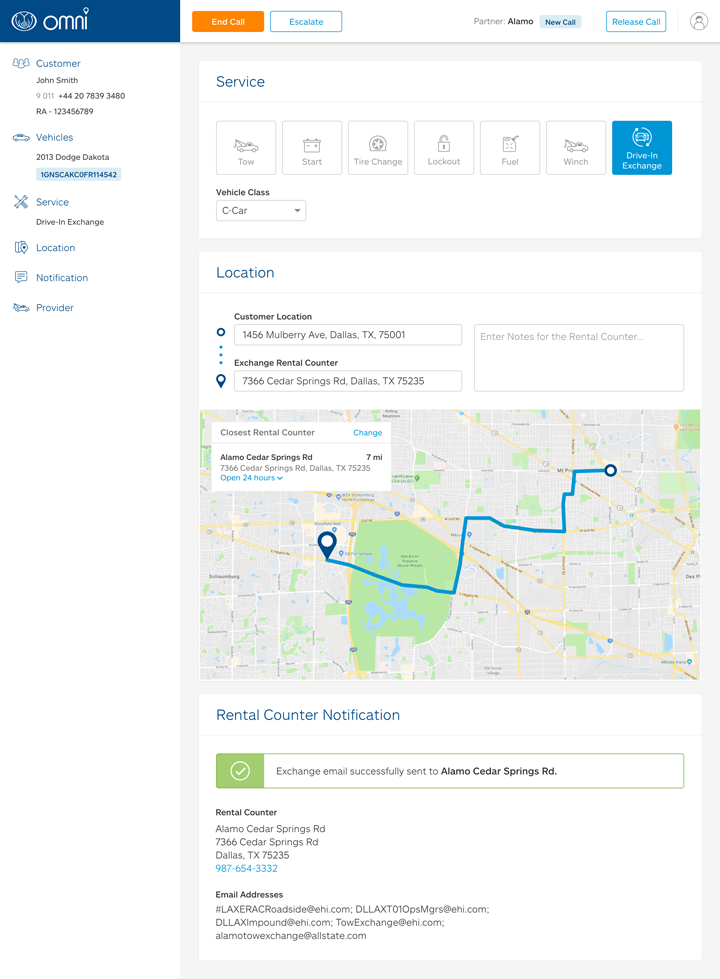 omni
End Call
Escalate
Partner: Alamo
New Call
Release Call
Customer
John Smith
9 011 +44 20 7839 3480
RA - 123456789
Vehicles
2013 Dodge Dakota
1GNSCAKC0FR114542
Service
Drive-In Exchange
Location
Notification
Provider
Service
Tow
Start
Tire Change
Lockout
Fuel
Winch
Drive-In
Exchange
Vehicle Class
C-Car
Location
Customer Location
1456 Mulberry Ave, Dallas, TX, 75001
Enter Notes for the Rental Counter...
Exchange Rental Counter
7366 Cedar Springs Rd, Dallas, TX 75235
Closest Rental Counter
Change
Alamo Cedar Springs Rd
7 mi
7366 Cedar Springs Rd, Dallas, TX 75235
Open 24 hours
Mt Pro
Schaumburg
Des Pl
Rental Counter Notification
Exchange email successfully sent to Alamo Cedar Springs Rd.
Rental Counter
Alamo Cedar Springs Rd
7366 Cedar Springs Rd
Dallas, TX 75235
987-654-3332
Email Addresses
#LAXERACRoadside@ehi.com; DLLAXT01OpsMgrs@ehi.com;
DLLAXImpound@ehi.com; TowExchange@ehi.com;
alamotowexchange@allstate.com